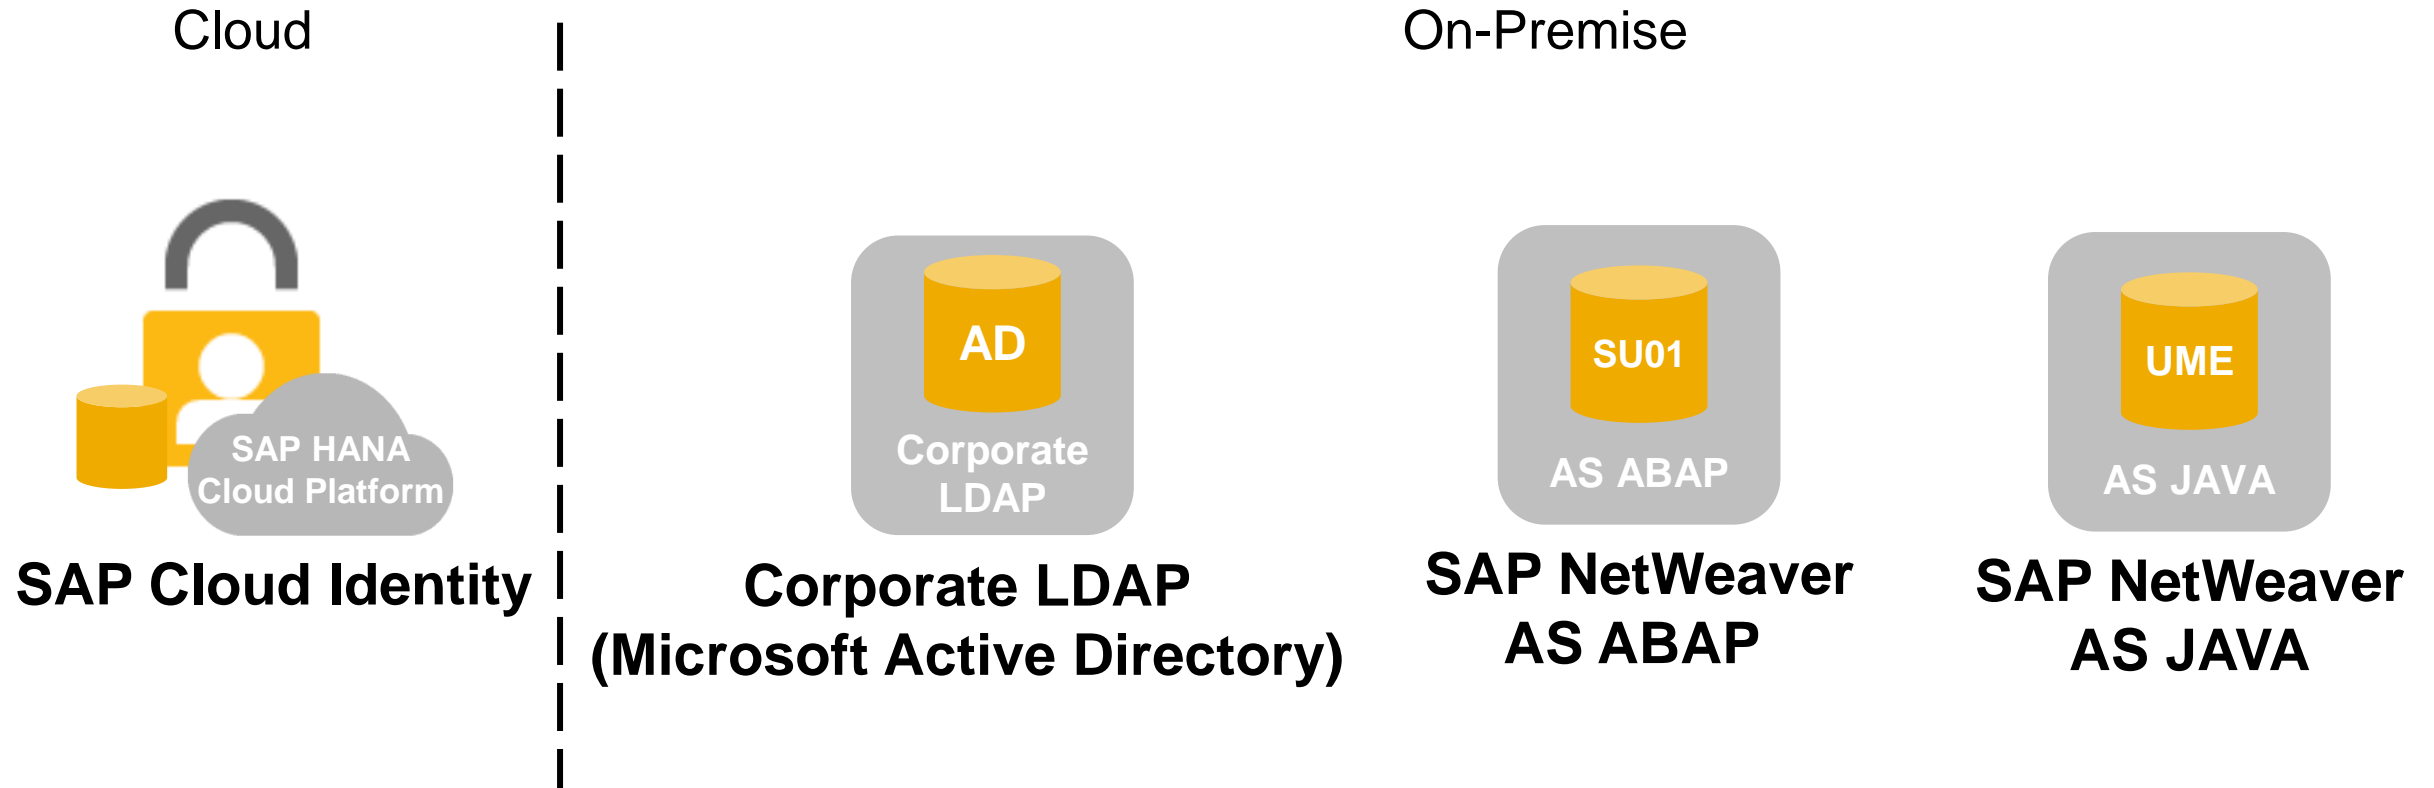 Cloud
On-Premise
SAP HANA
Cloud Platform
SAP Cloud Identity
AD
Corporate
LDAP
Corporate LDAP
(Microsoft Active Directory)
SU01
AS ABAP
SAP NetWeaver
AS ABAP
UME
AS JAVA
SAP NetWeaver
AS JAVA